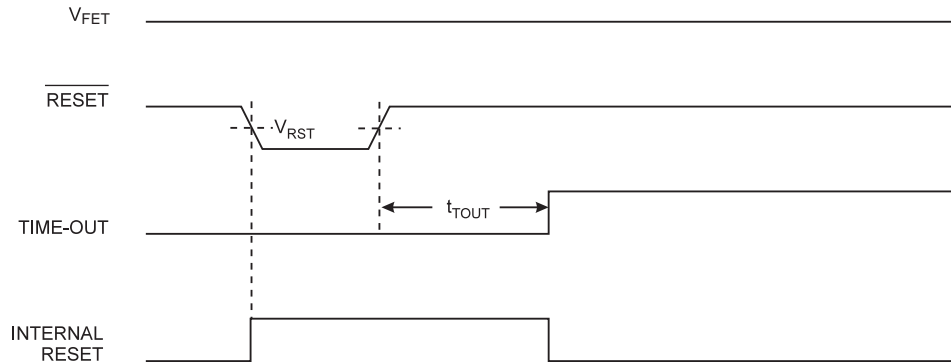 VFET
RESET
VRST
tTOUT
TIME-OUT
INTERNAL
RESET